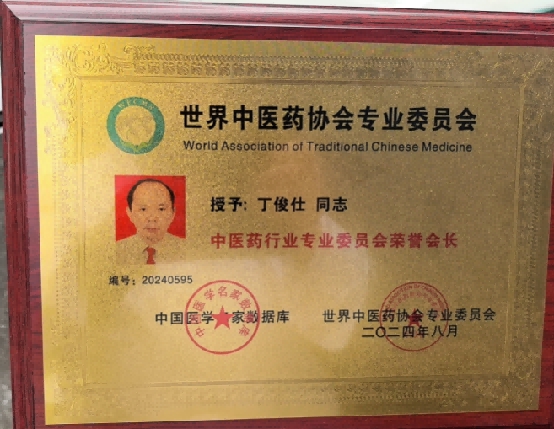 世界中医药协会专业委员会
World Association of Traditional Chinese Medicine
授予: 丁俊仕 同志
中医药行业专业委员会荣誉会长
编号: 20240595
中国医学名家数据库
世界中医药协会专业委员会
二〇二四年八月